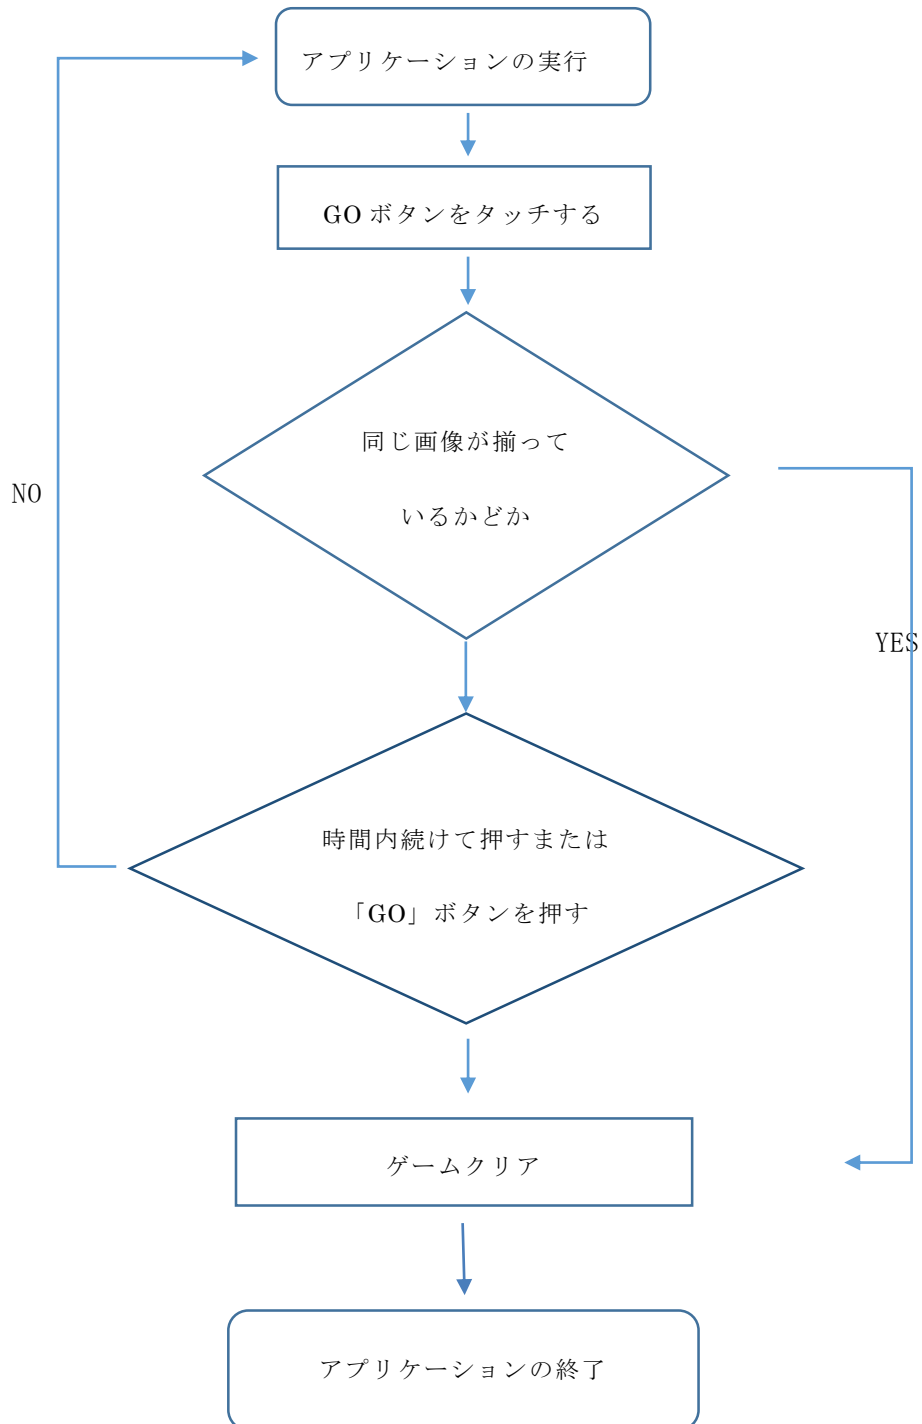 アプリケーションの実行
GO ボタンをタッチする
同じ画像が揃って
いるかどか
NO
YES
時間内続けて押すまたは
「GO」ボタンを押す
ゲームクリア
アプリケーションの終了